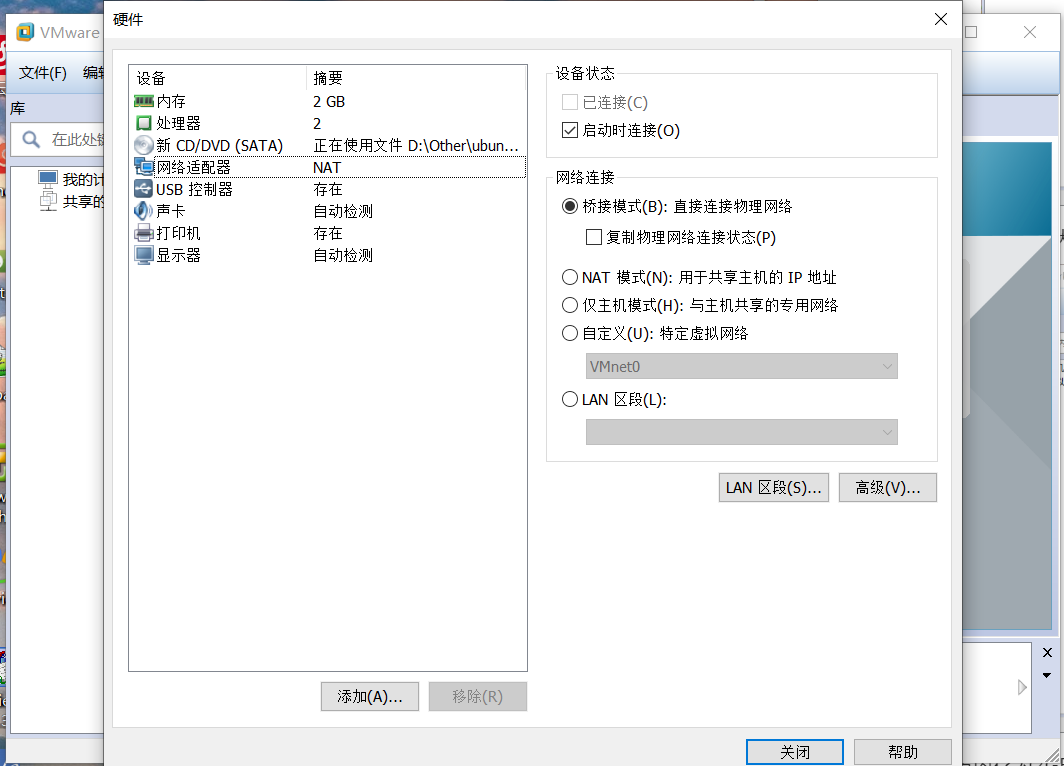 硬件
VMware
文件(F) 编辑
库
在此处键
我的计
共享的
设备 摘要
内存 2 GB
处理器 2
新 CD/DVD (SATA) 正在使用文件 D:\Other\ubun...
网络适配器 NAT
USB 控制器 存在
声卡 自动检测
打印机 存在
显示器 自动检测
添加(A)... 移除(R)
设备状态
已连接(C)
启动时连接(O)
网络连接
桥接模式(B): 直接连接物理网络
复制物理网络连接状态(P)
NAT 模式(N): 用于共享主机的 IP 地址
仅主机模式(H): 与主机共享的专用网络
自定义(U): 特定虚拟网络
VMnet0
LAN 区段(L):
LAN 区段(S)... 高级(V)...
关闭 帮助